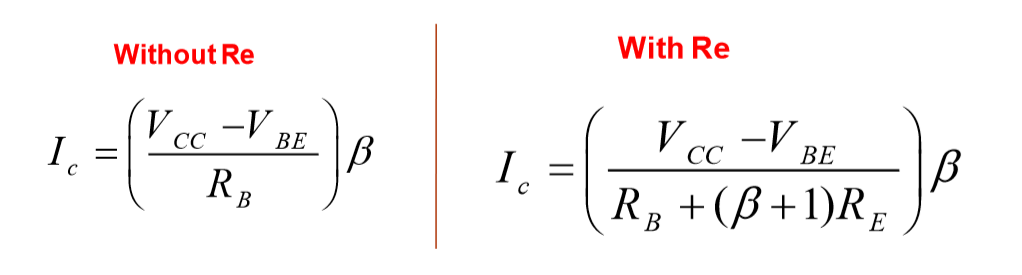 Without Re
I_c = ( (V_CC − V_BE) / R_B ) β
With Re
I_c = ( (V_CC − V_BE) / (R_B + (β + 1)R_E) ) β